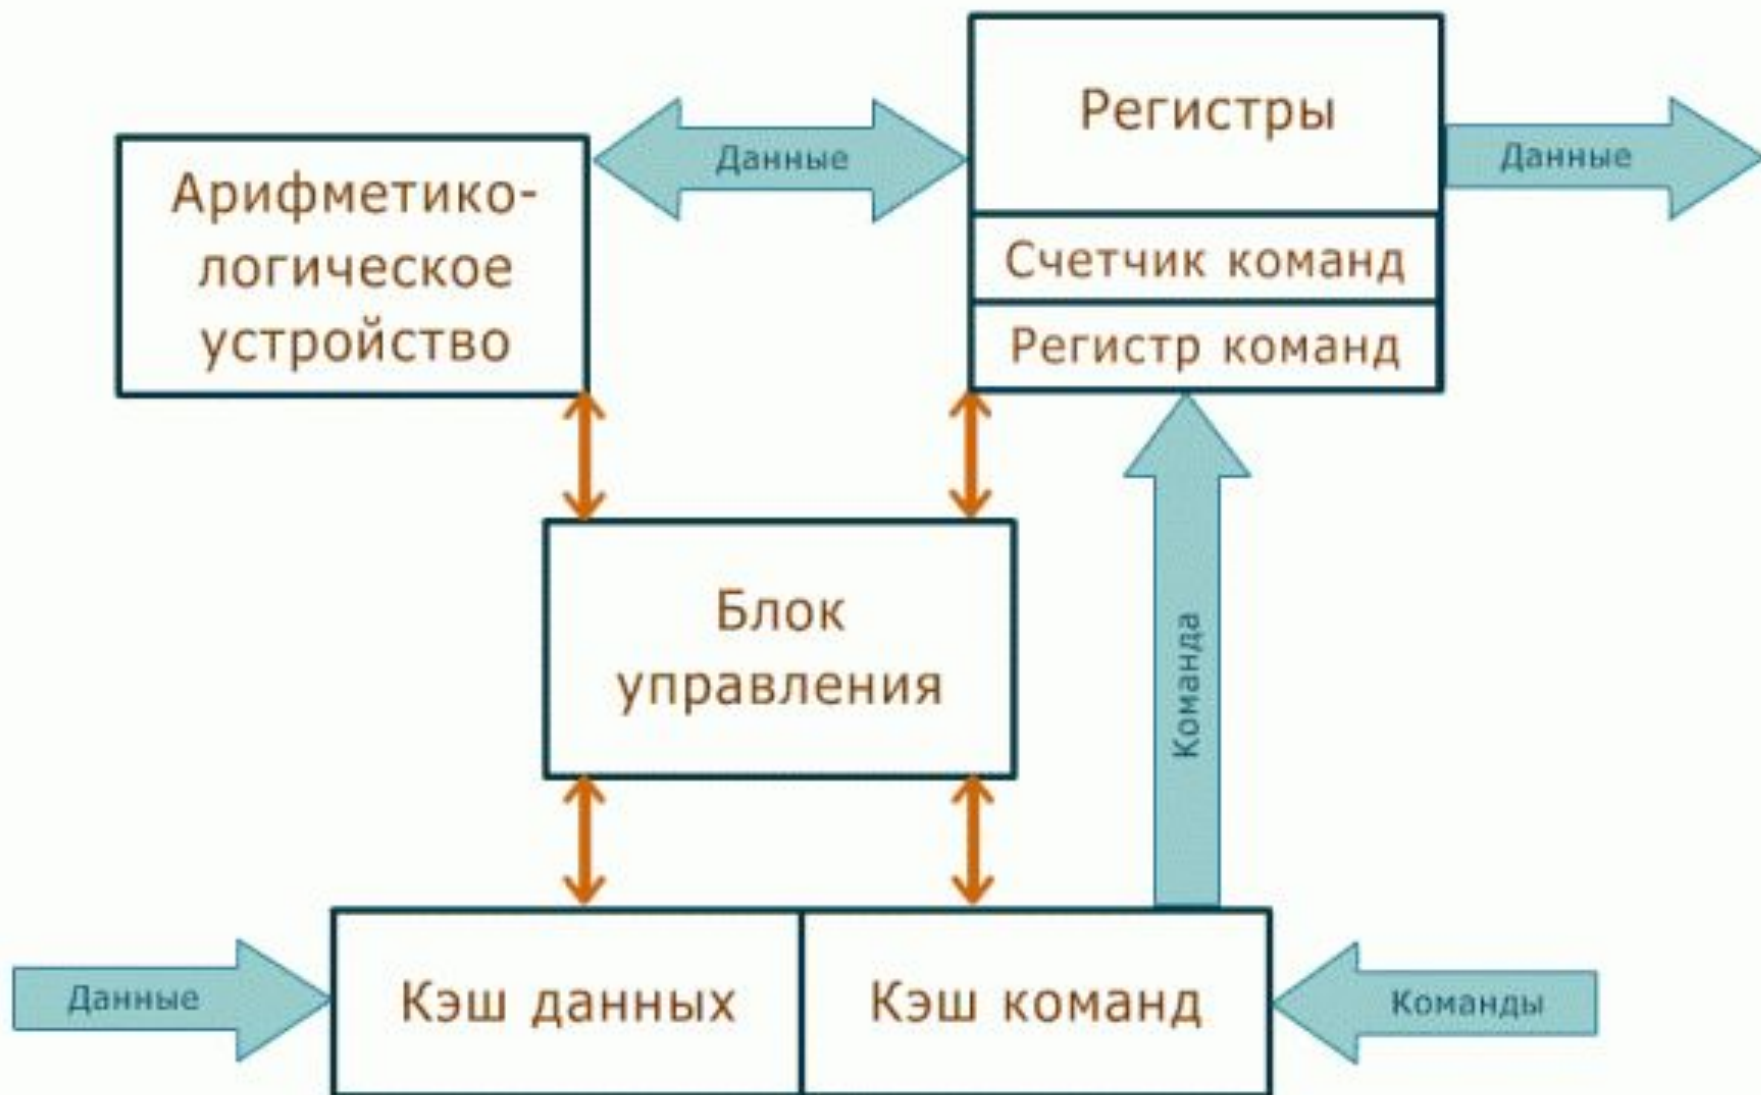 Регистры
Данные
Данные
Арифметико-
логическое
устройство
Счетчик команд
Регистр команд
Блок
управления
Команда
Данные
Кэш данных
Кэш команд
Команды